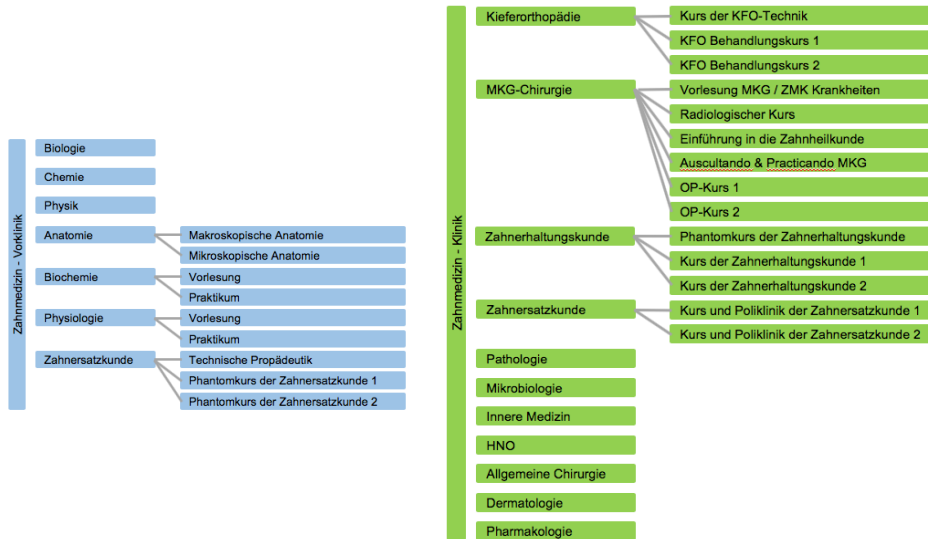 Zahnmedizin - Vorklinik
Biologie
Chemie
Physik
Anatomie
Makroskopische Anatomie
Mikroskopische Anatomie
Biochemie
Vorlesung
Praktikum
Physiologie
Vorlesung
Praktikum
Zahnersatzkunde
Technische Propädeutik
Phantomkurs der Zahnersatzkunde 1
Phantomkurs der Zahnersatzkunde 2
Zahnmedizin - Klinik
Kieferorthopädie
Kurs der KFO-Technik
KFO Behandlungskurs 1
KFO Behandlungskurs 2
MKG-Chirurgie
Vorlesung MKG / ZMK Krankheiten
Radiologischer Kurs
Einführung in die Zahnheilkunde
Auscultando & Practicando MKG
OP-Kurs 1
OP-Kurs 2
Zahnerhaltungskunde
Phantomkurs der Zahnerhaltungskunde
Kurs der Zahnerhaltungskunde 1
Kurs der Zahnerhaltungskunde 2
Zahnersatzkunde
Kurs und Poliklinik der Zahnersatzkunde 1
Kurs und Poliklinik der Zahnersatzkunde 2
Pathologie
Mikrobiologie
Innere Medizin
HNO
Allgemeine Chirurgie
Dermatologie
Pharmakologie